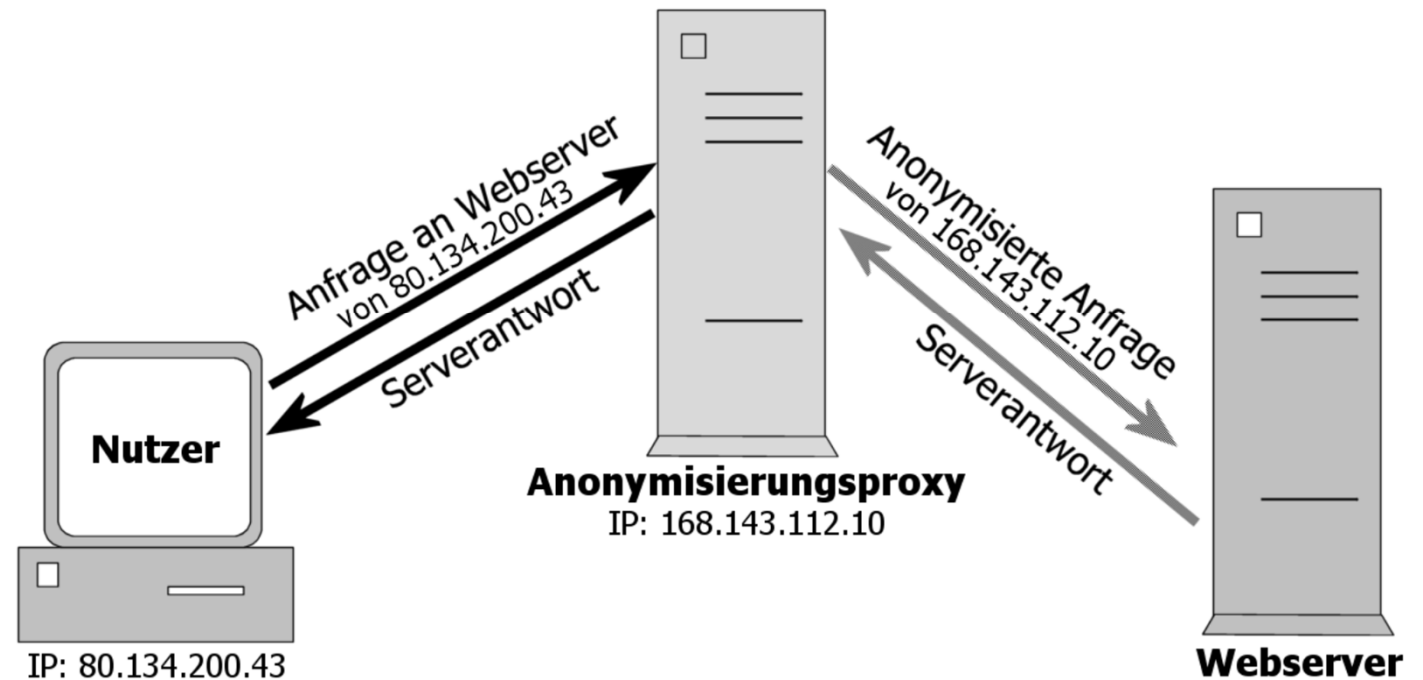 Anfrage an Webserver
von 80.134.200.43
Serverantwort
Anonymisierte Anfrage
von 168.143.112.10
Serverantwort
Nutzer
IP: 80.134.200.43
Anonymisierungsproxy
IP: 168.143.112.10
Webserver